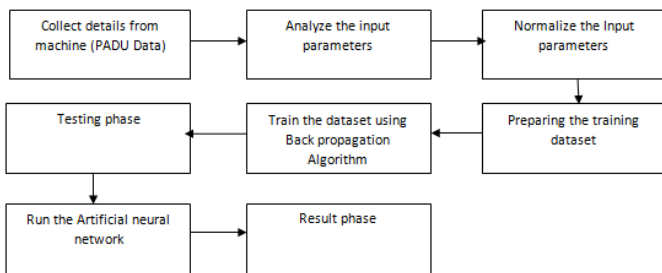 Collect details from
machine (PADU Data)
Analyze the input
parameters
Normalize the Input
parameters
Testing phase
Train the dataset using
Back propagation
Algorithm
Preparing the training
dataset
Run the Artificial neural
network
Result phase